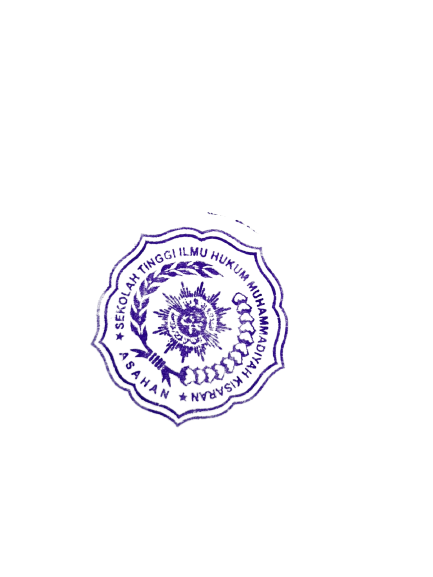 ★ SEKOLAH TINGGI ILMU HUKUM MUHAMMADIYAH KISARAN ★
ASAHAN